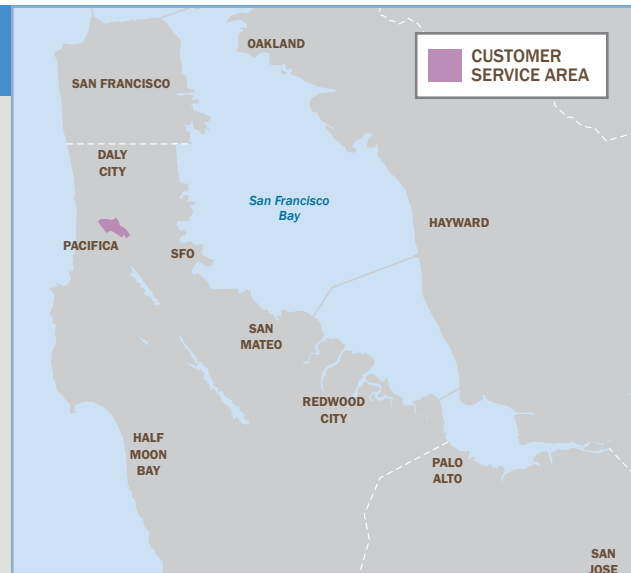 OAKLAND
CUSTOMER
SERVICE AREA
SAN FRANCISCO
DALY
CITY
San Francisco
Bay
HAYWARD
PACIFICA
SFO
SAN
MATEO
REDWOOD
CITY
HALF
MOON
BAY
PALO
ALTO
SAN
JOSE